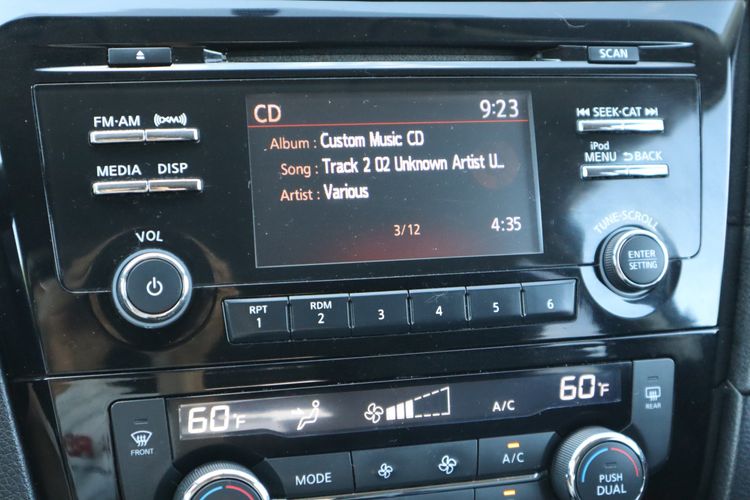 SCAN
FM·AM
((XM))
SEEK·CAT
CD 9:23
Album : Custom Music CD
Song : Track 2 02 Unknown Artist U..
Artist : Various
3/12 4:35
MEDIA DISP
iPod
MENU BACK
VOL
TUNE·SCROLL
ENTER
SETTING
RPT
1
RDM
2
3
4
5
6
60°F
A/C
60°F
FRONT
REAR
MODE
A/C
PUSH
DUAL